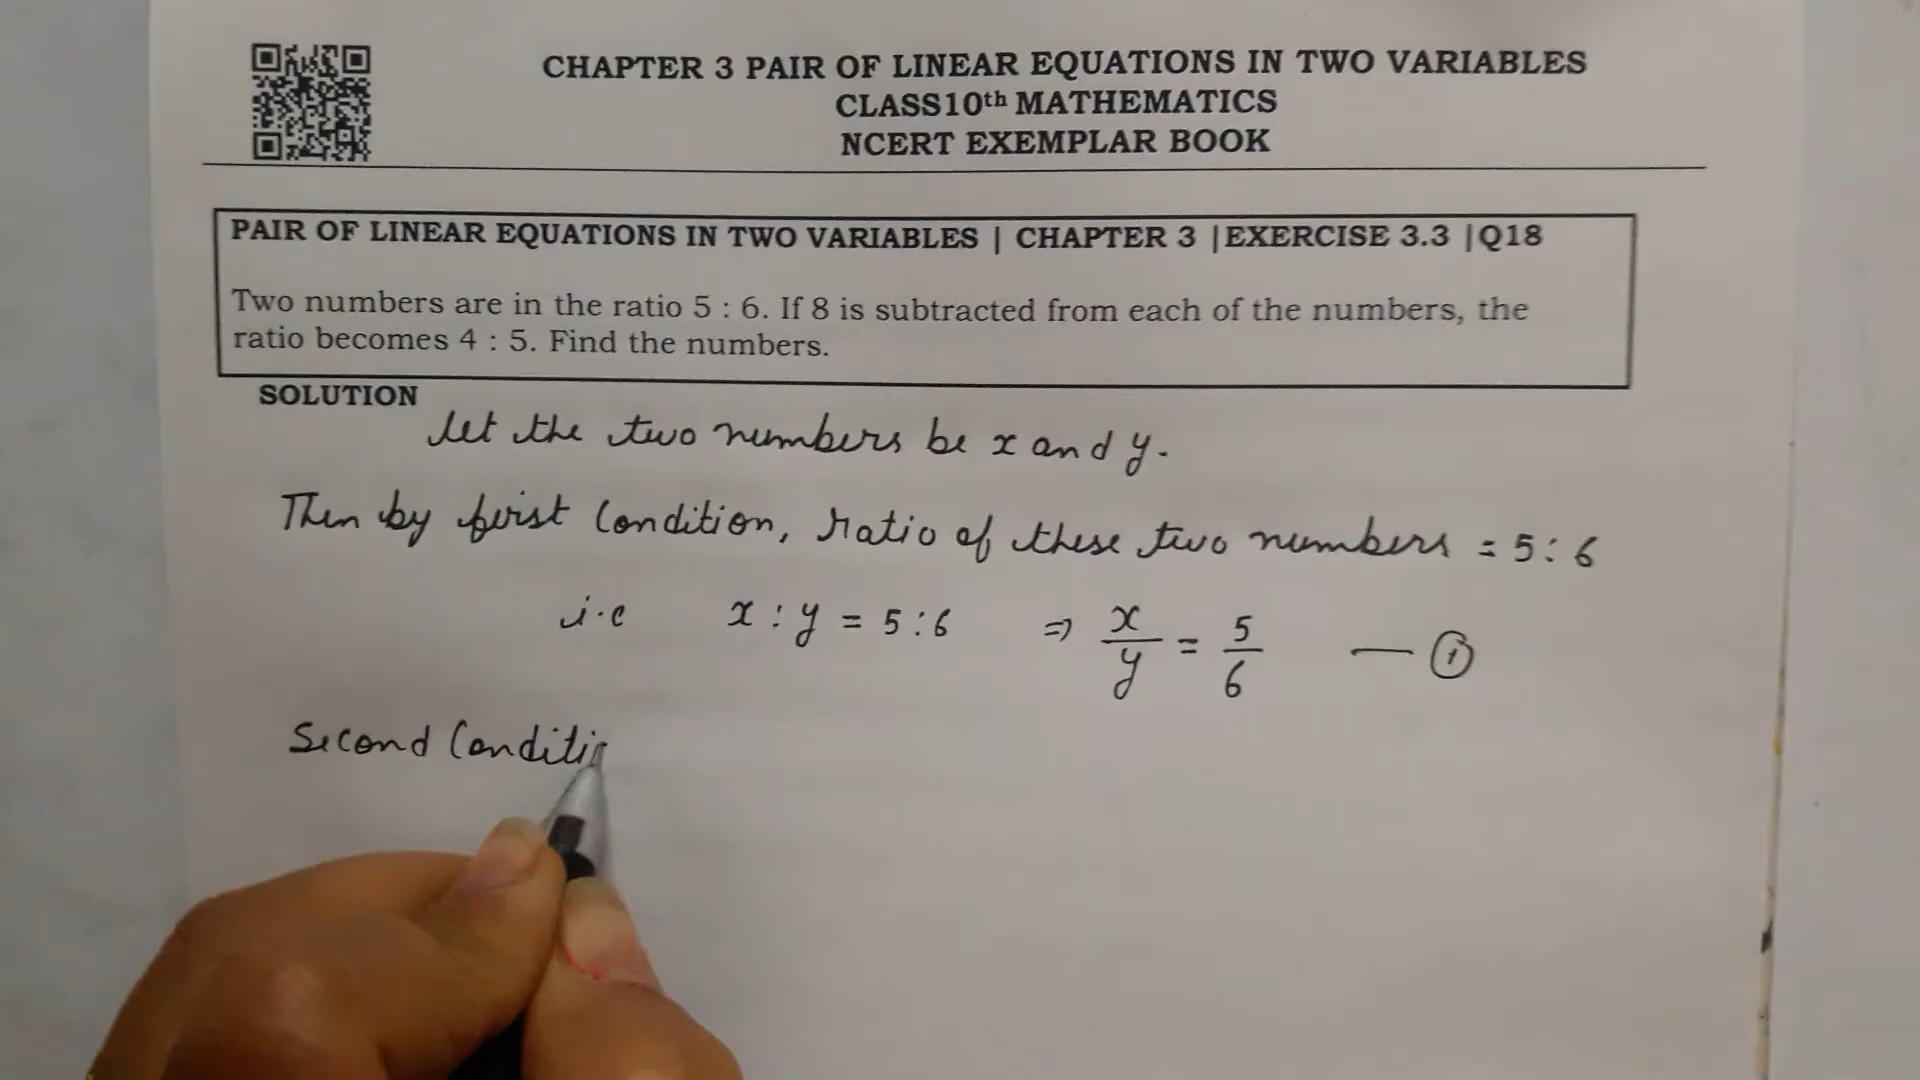 CHAPTER 3 PAIR OF LINEAR EQUATIONS IN TWO VARIABLES
CLASS10th MATHEMATICS
NCERT EXEMPLAR BOOK
PAIR OF LINEAR EQUATIONS IN TWO VARIABLES | CHAPTER 3 |EXERCISE 3.3 |Q18
Two numbers are in the ratio 5 : 6. If 8 is subtracted from each of the numbers, the
ratio becomes 4 : 5. Find the numbers.
SOLUTION
Let the two numbers be x and y.
Then by first Condition, ratio of these two numbers = 5:6
i.e x : y = 5:6 ⇒ x/y = 5/6 — ①
Second Conditi